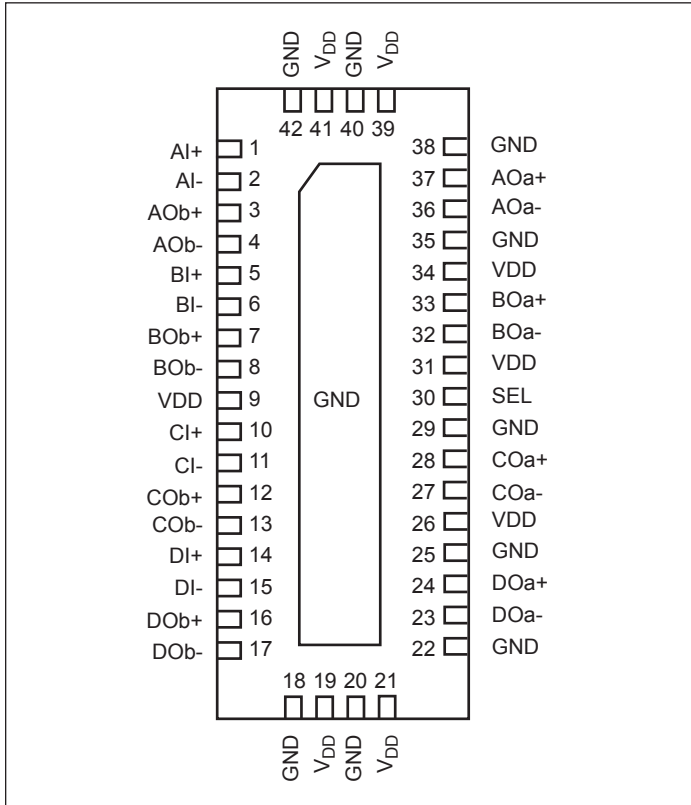 GND VDD GND VDD
42 41 40 39
AI+ 1 38 GND
AI- 2 37 AOa+
AOb+ 3 36 AOa-
AOb- 4 35 GND
BI+ 5 34 VDD
BI- 6 33 BOa+
BOb+ 7 32 BOa-
BOb- 8 31 VDD
VDD 9 GND 30 SEL
CI+ 10 29 GND
CI- 11 28 COa+
COb+ 12 27 COa-
COb- 13 26 VDD
DI+ 14 25 GND
DI- 15 24 DOa+
DOb+ 16 23 DOa-
DOb- 17 22 GND
18 19 20 21
GND VDD GND VDD